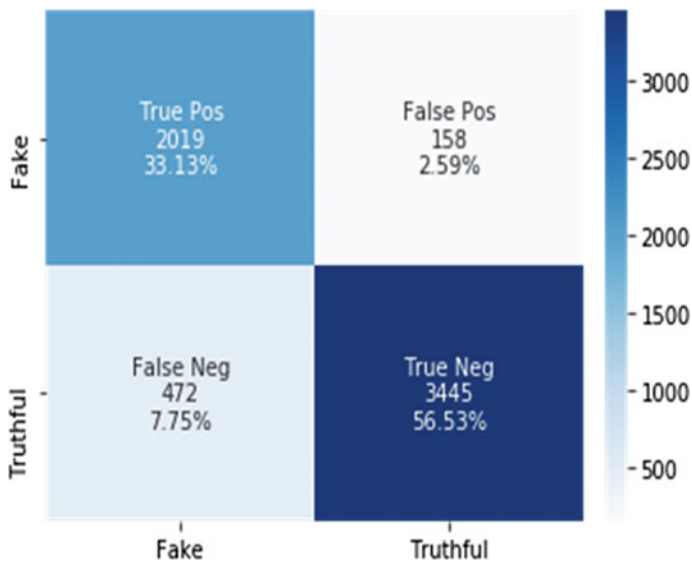 True Pos
2019
33.13%
False Pos
158
2.59%
False Neg
472
7.75%
True Neg
3445
56.53%
Fake
Truthful
Fake
Truthful
3000
2500
2000
1500
1000
500